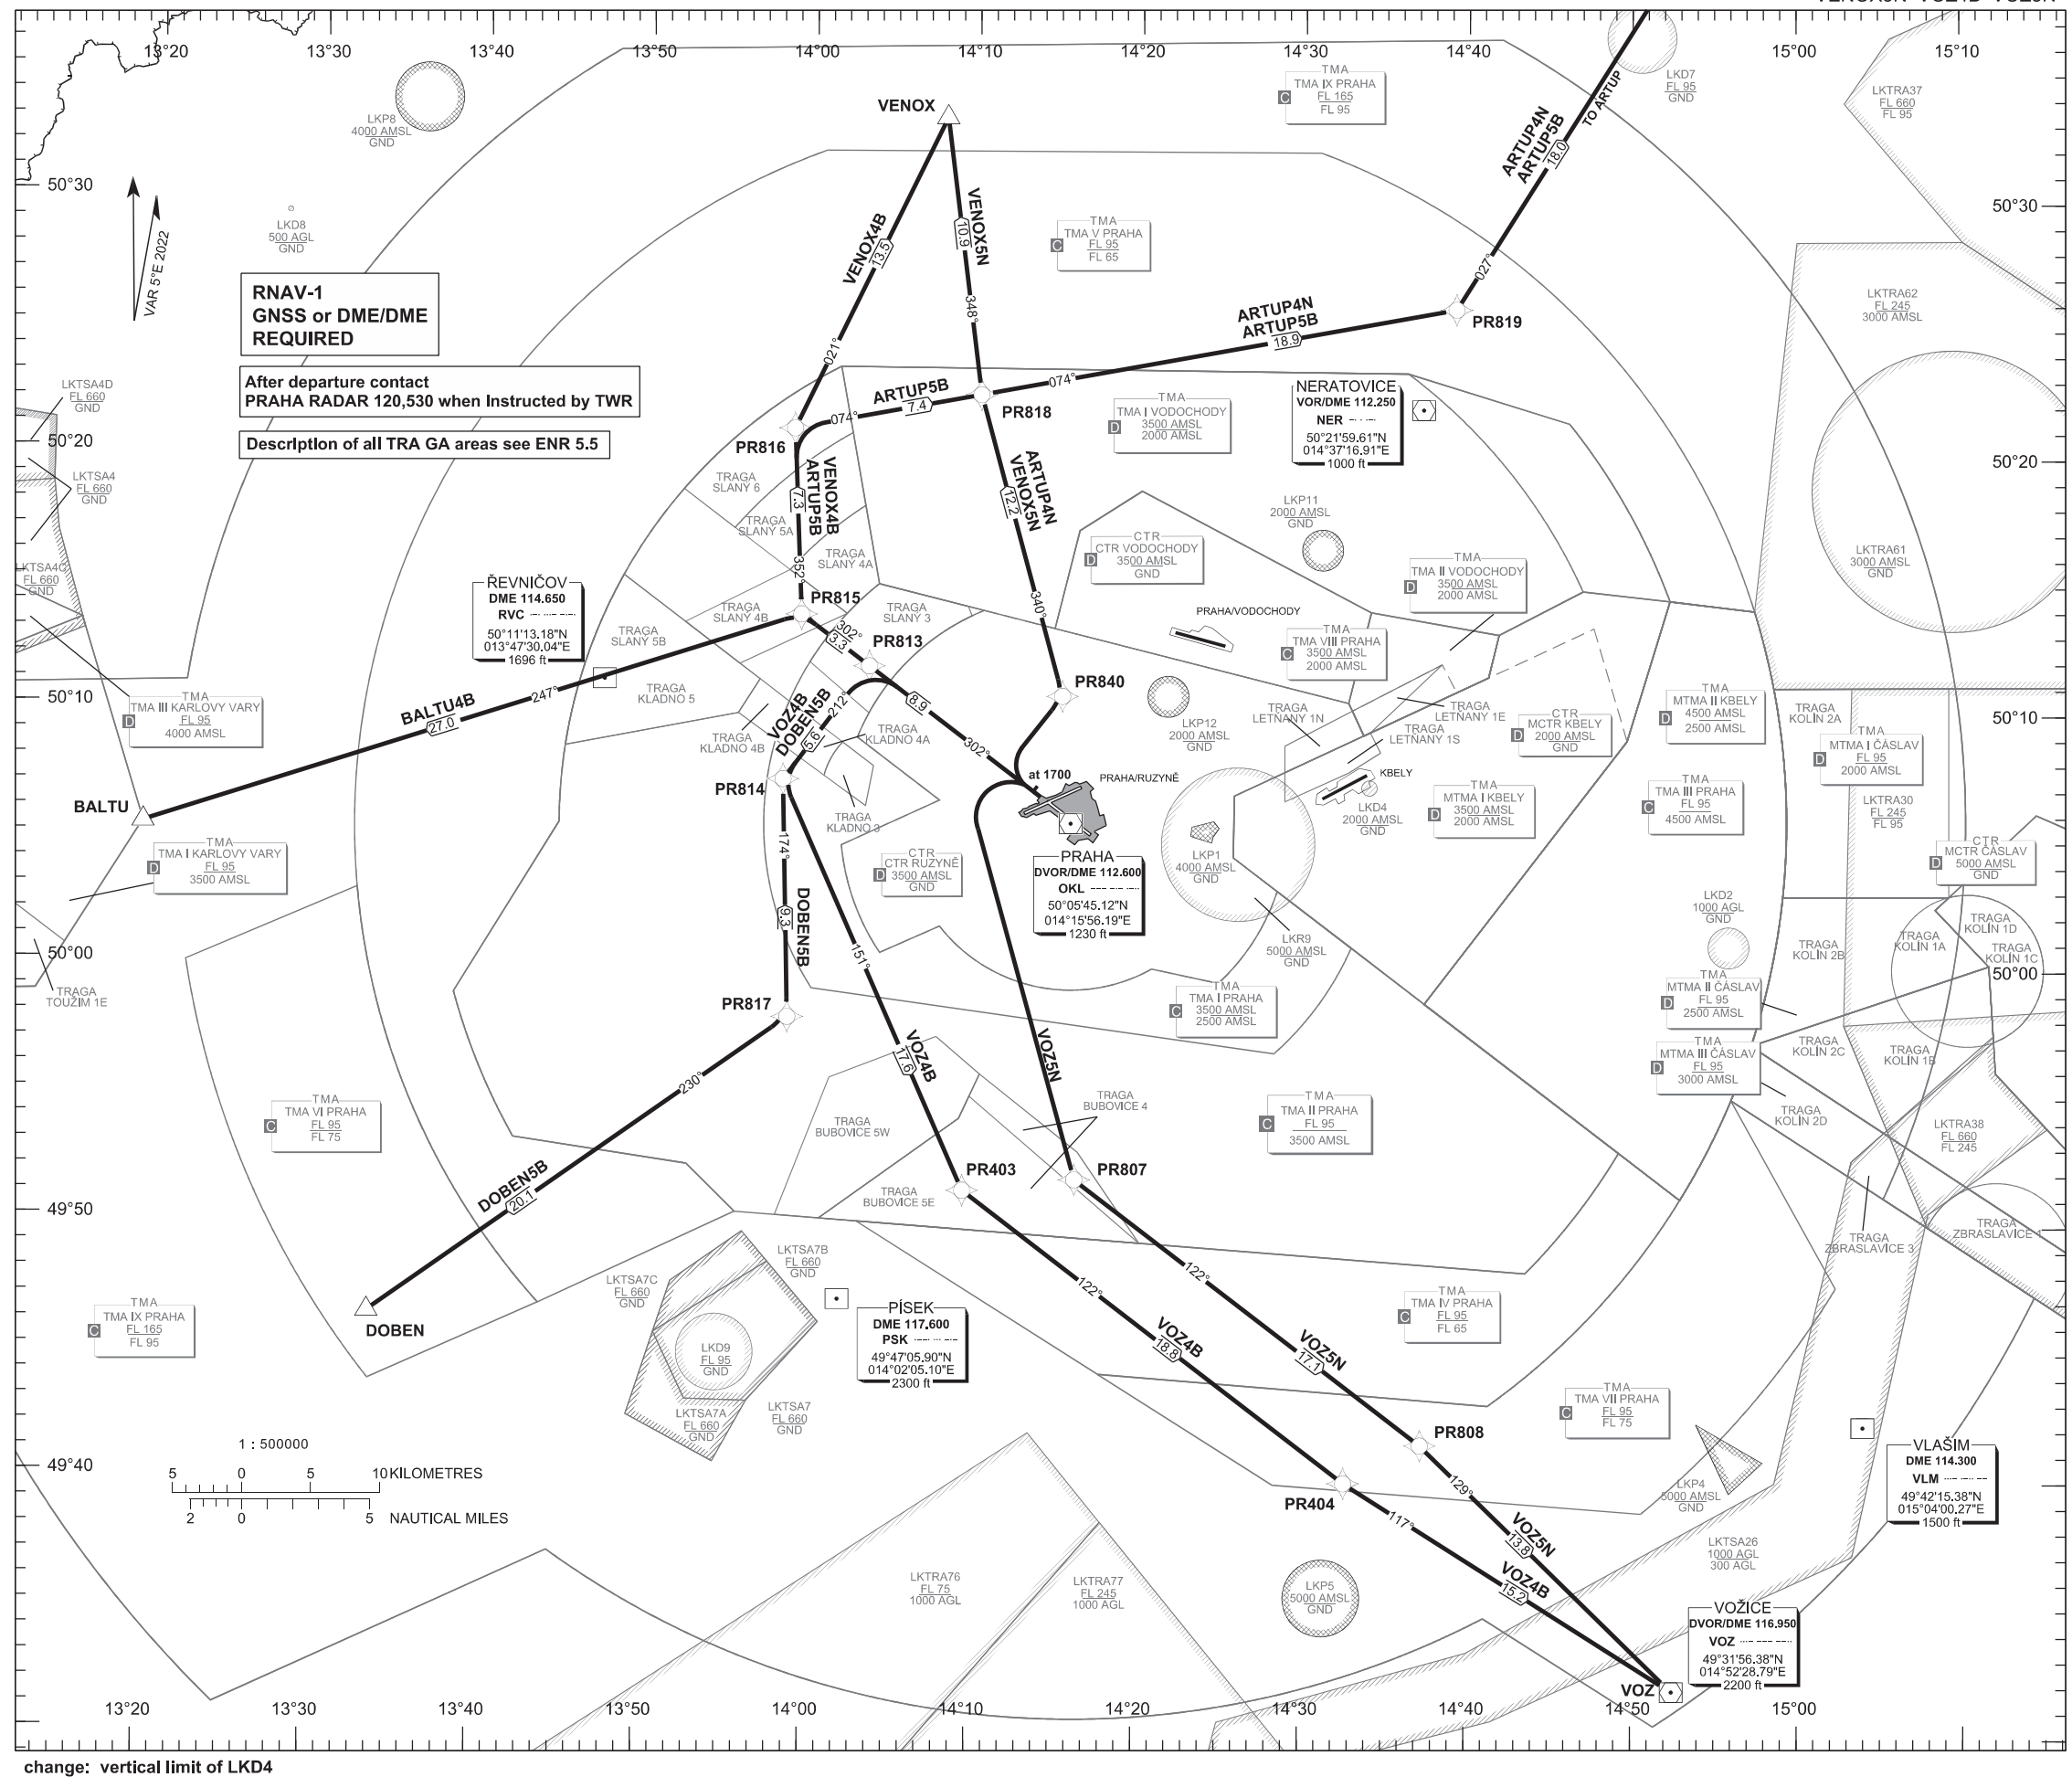 13°20
13°30
13°40
13°50
14°00
14°10
14°20
14°30
14°40
15°00
15°10
TMA
TMA IX PRAHA
C
FL 165
FL 95
LKD7
FL 95
GND
LKTRA37
FL 660
FL 95
LKP8
4000 AMSL
GND
VENOX
TO ARTUP
ARTUP4N
ARTUP5B
18.0
027°
50°30
50°30
LKD8
500 AGL
GND
VAR 5°E 2022
TMA
TMA V PRAHA
C
FL 95
FL 65
VENOX4B
13.5
021°
VENOX5N
10.9
348°
RNAV-1
GNSS or DME/DME
REQUIRED
LKTRA62
FL 245
3000 AMSL
ARTUP4N
ARTUP5B
18.9
074°
PR819
After departure contact
PRAHA RADAR 120,530 when Instructed by TWR
Description of all TRA GA areas see ENR 5.5
LKTSA4D
FL 660
GND
ARTUP5B
7.4
074°
PR818
TMA
TMA I VODOCHODY
D
3500 AMSL
2000 AMSL
NERATOVICE
VOR/DME 112.250
NER
50°21'59.61"N
014°37'16.91"E
1000 ft
50°20
50°20
PR816
LKTSA4
FL 660
GND
TRAGA
SLANÝ 6
VENOX4B
ARTUP5B
7.3
352°
ARTUP4N
VENOX5N
12.2
340°
LKP11
2000 AMSL
GND
TRAGA
SLANÝ 5A
CTR
CTR VODOCHODY
D
3500 AMSL
GND
TRAGA
SLANÝ 4A
TMA
TMA II VODOCHODY
D
3500 AMSL
2000 AMSL
LKTRA61
3000 AMSL
GND
LKTSA4C
FL 660
GND
ŘEVNIČOV
DME 114.650
RVC
50°11'13.18"N
013°47'30.04"E
1696 ft
PR815
TRAGA
SLANÝ 4B
TRAGA
SLANÝ 3
TRAGA
SLANÝ 5B
302°
3.3
PR813
PRAHA/VODOCHODY
TMA
TMA VIII PRAHA
C
3500 AMSL
2000 AMSL
TMA
TMA III KARLOVY VARY
D
FL 95
4000 AMSL
50°10
50°10
BALTU4B
27.0
247°
TRAGA
KLADNO 5
PR840
LKP12
2000 AMSL
GND
TRAGA
LETŇANY 1N
TRAGA
LETŇANY 1E
TRAGA
LETŇANY 1S
CTR
MCTR KBELY
D
2000 AMSL
GND
TMA
MTMA II KBELY
D
4500 AMSL
2500 AMSL
TRAGA
KOLÍN 2A
TMA
MTMA I ČÁSLAV
D
FL 95
2000 AMSL
VOZ4B
DOBEN5B
5.6
212°
TRAGA
KLADNO 4B
TRAGA
KLADNO 4A
8.9
302°
at 1700
PRAHA/RUZYNĚ
KBELY
PR814
TRAGA
KLADNO 3
BALTU
LKD4
2000 AMSL
GND
TMA
MTMA I KBELY
D
3500 AMSL
2000 AMSL
TMA
TMA III PRAHA
C
FL 95
4500 AMSL
LKTRA30
FL 245
FL 95
TMA
TMA I KARLOVY VARY
D
FL 95
3500 AMSL
CTR
CTR RUZYNĚ
D
3500 AMSL
GND
PRAHA
DVOR/DME 112.600
OKL
50°05'45.12"N
014°15'56.19"E
1230 ft
LKP1
4000 AMSL
GND
CTR
MCTR ČÁSLAV
D
5000 AMSL
GND
174°
9.3
DOBEN5B
151°
LKD2
1000 AGL
GND
LKR9
5000 AMSL
GND
TRAGA
KOLÍN 1D
TRAGA
KOLÍN 1A
TRAGA
KOLÍN 1C
TRAGA
KOLÍN 2B
50°00
50°00
TRAGA
TOUŽIM 1E
PR817
TMA
TMA I PRAHA
C
3500 AMSL
2500 AMSL
TMA
MTMA II ČÁSLAV
D
FL 95
2500 AMSL
VOZ4B
17.6
VOZ5N
TMA
MTMA III ČÁSLAV
D
FL 95
3000 AMSL
TRAGA
KOLÍN 2C
TRAGA
KOLÍN 1B
230°
TMA
TMA VI PRAHA
C
FL 95
FL 75
TRAGA
BUBOVICE 5W
TRAGA
BUBOVICE 4
TMA
TMA II PRAHA
C
FL 95
3500 AMSL
TRAGA
KOLÍN 2D
LKTRA38
FL 660
FL 245
DOBEN5B
20.1
PR403
PR807
TRAGA
BUBOVICE 5E
49°50
TRAGA
ZBRASLAVICE 3
TRAGA
ZBRASLAVICE 1
LKTSA7B
FL 660
GND
LKTSA7C
FL 660
GND
122°
122°
TMA
TMA IX PRAHA
C
FL 165
FL 95
DOBEN
PÍSEK
DME 117.600
PSK
49°47'05.90"N
014°02'05.10"E
2300 ft
LKD9
FL 95
GND
VOZ4B
18.8
VOZ5N
17.1
TMA
TMA IV PRAHA
C
FL 95
FL 65
LKTSA7A
FL 660
GND
LKTSA7
FL 660
GND
TMA
TMA VII PRAHA
C
FL 95
FL 75
PR808
1 : 500000
5 0 5 10 KILOMETRES
2 0 5 NAUTICAL MILES
49°40
129°
PR404
117°
LKP4
5000 AMSL
GND
VLAŠIM
DME 114.300
VLM
49°42'15.38"N
015°04'00.27"E
1500 ft
VOZ5N
13.8
VOZ4B
15.2
LKTSA26
1000 AGL
300 AGL
LKTRA76
FL 75
1000 AGL
LKTRA77
FL 245
1000 AGL
LKP5
5000 AMSL
GND
VOŽICE
DVOR/DME 116.950
VOZ
49°31'56.38"N
014°52'28.79"E
2200 ft
VOZ
13°20
13°30
13°40
13°50
14°00
14°10
14°20
14°30
14°40
14°50
15°00
change: vertical limit of LKD4